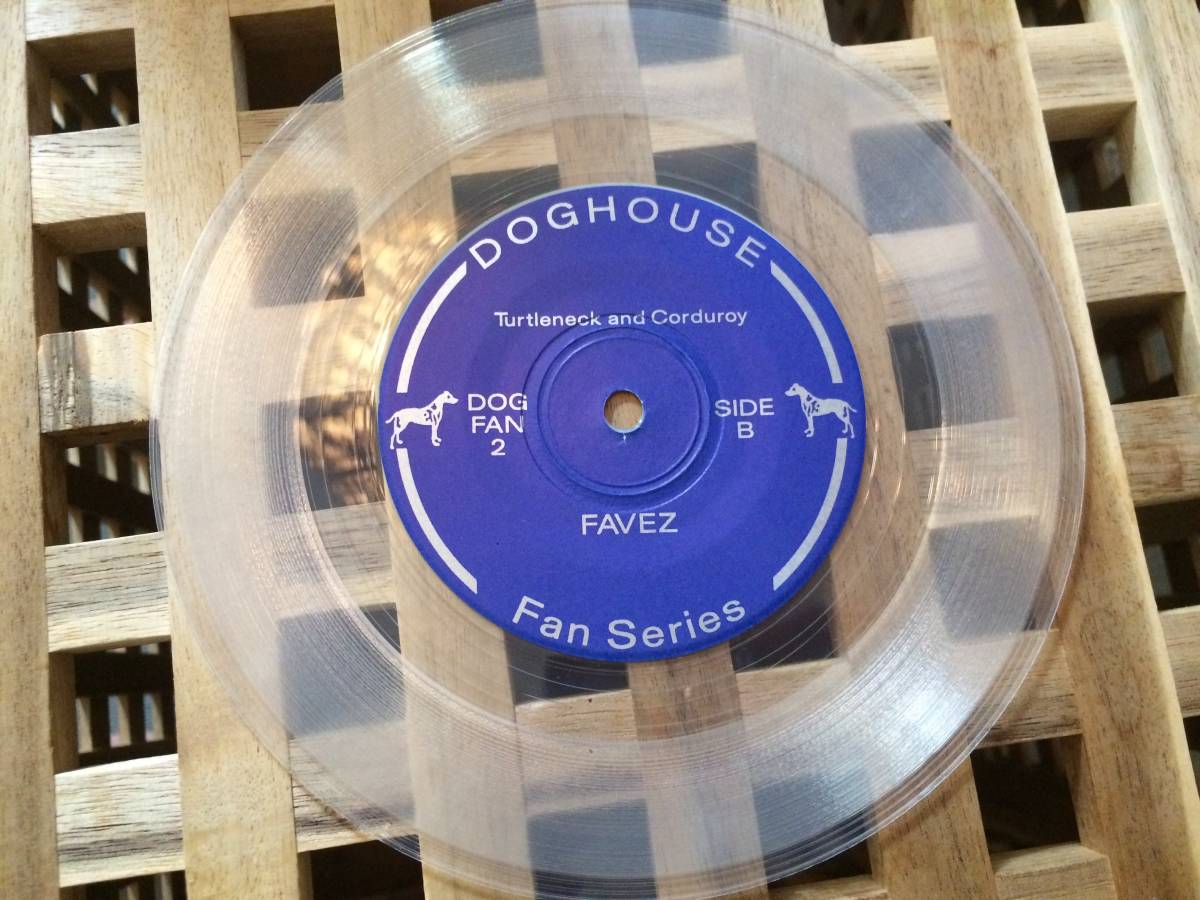 DOGHOUSE
Turtleneck and Corduroy
DOG
FAN
2
SIDE
B
FAVEZ
Fan Series